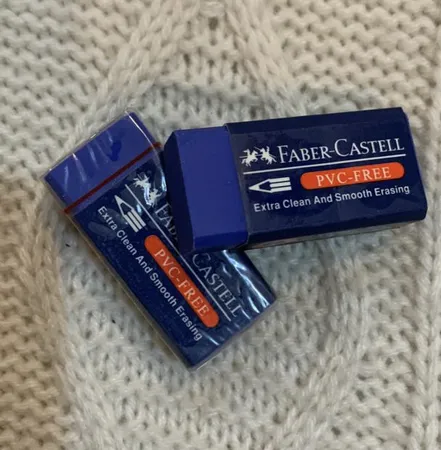 FABER-CASTELL
PVC-FREE
Extra Clean And Smooth Erasing
FABER-CASTELL
PVC-FREE
Extra Clean And Smooth Erasing